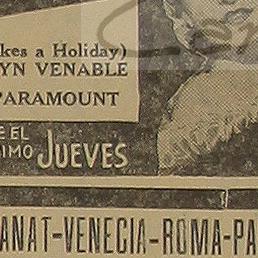 kes a Holiday)
YN VENABLE
PARAMOUNT
E EL
IMO JUEVES
ANAT-VENECIA-ROMA-PA